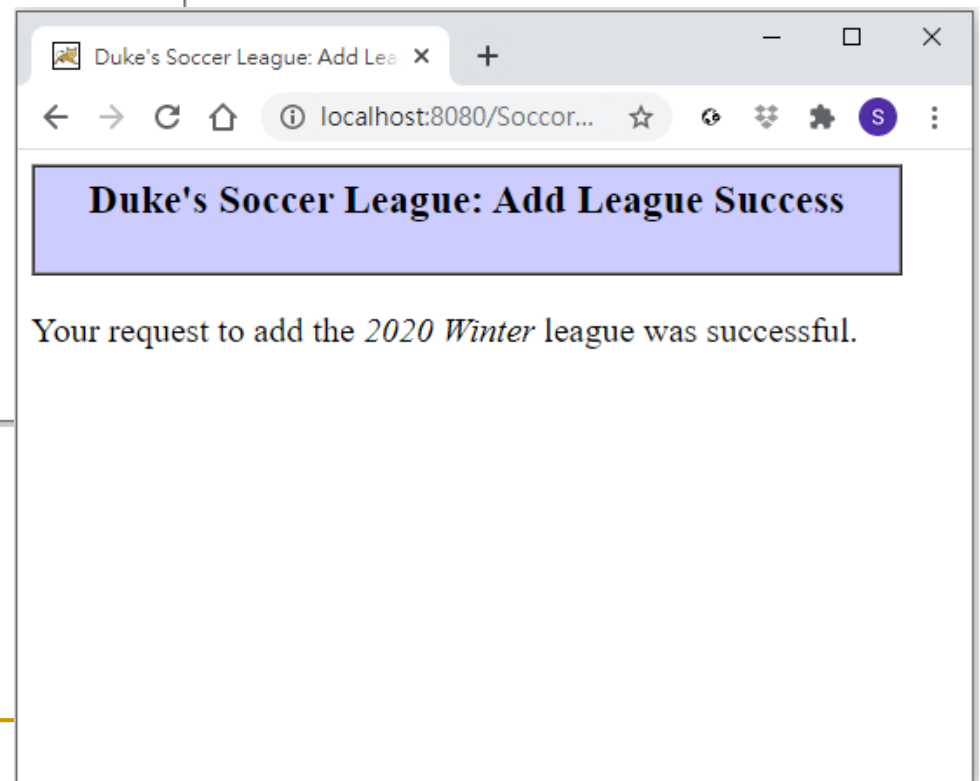 Duke's Soccer League: Add Lea
localhost:8080/Soccor...
S
Duke's Soccer League: Add League Success
Your request to add the 2020 Winter league was successful.